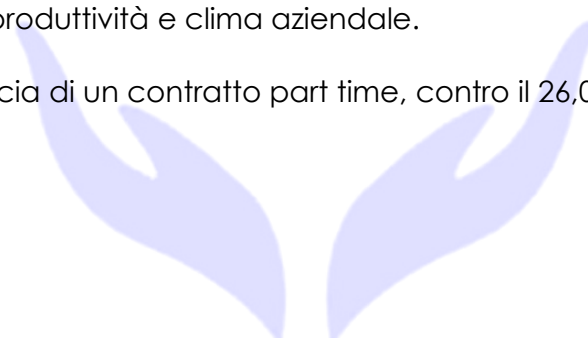 produttività e clima aziendale.
cia di un contratto part time, contro il 26,0